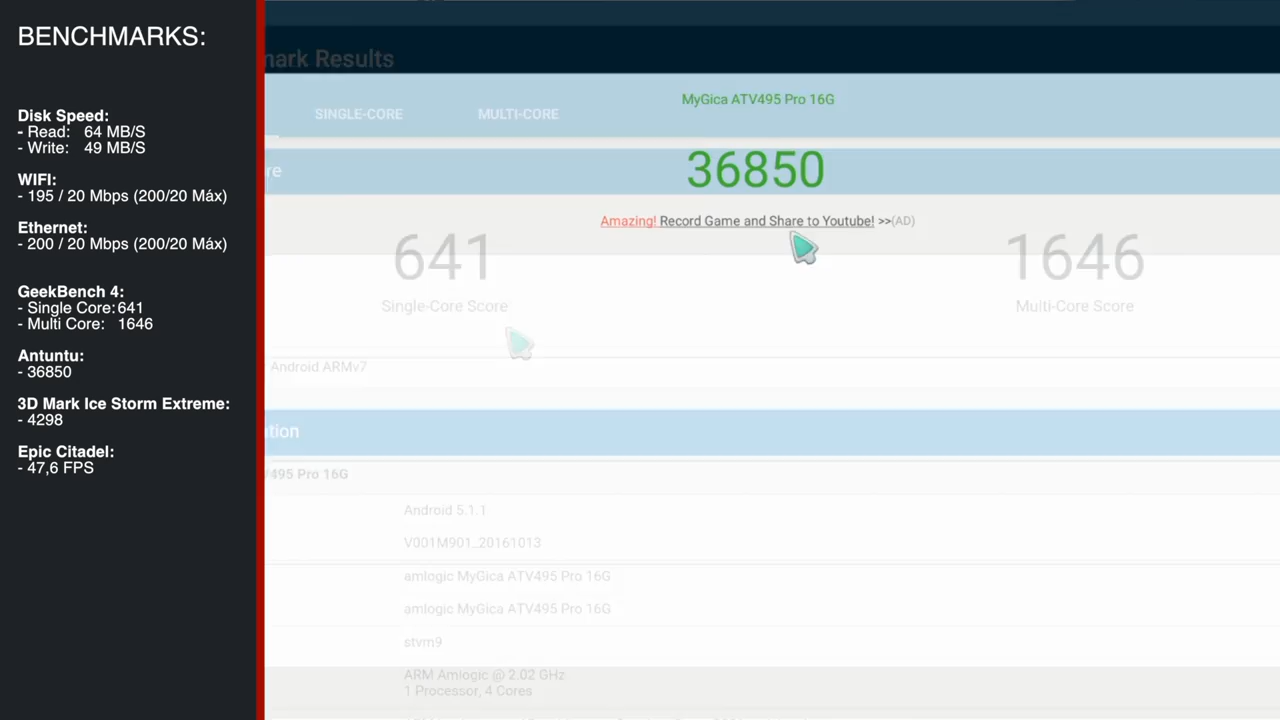 BENCHMARKS:
Disk Speed:
- Read: 64 MB/S
- Write: 49 MB/S
WIFI:
- 195 / 20 Mbps (200/20 Máx)
Ethernet:
- 200 / 20 Mbps (200/20 Máx)
GeekBench 4:
- Single Core: 641
- Multi Core: 1646
Antuntu:
- 36850
3D Mark Ice Storm Extreme:
- 4298
Epic Citadel:
- 47,6 FPS
mark Results
SINGLE-CORE MULTI-CORE
MyGica ATV495 Pro 16G
re
36850
Amazing! Record Game and Share to Youtube! >>(AD)
641 1646
Single-Core Score Multi-Core Score
Android ARMv7
tion
495 Pro 16G
Android 5.1.1
V001M901_20161013
amlogic MyGica ATV495 Pro 16G
amlogic MyGica ATV495 Pro 16G
stvm9
ARM Amlogic @ 2.02 GHz
1 Processor, 4 Cores